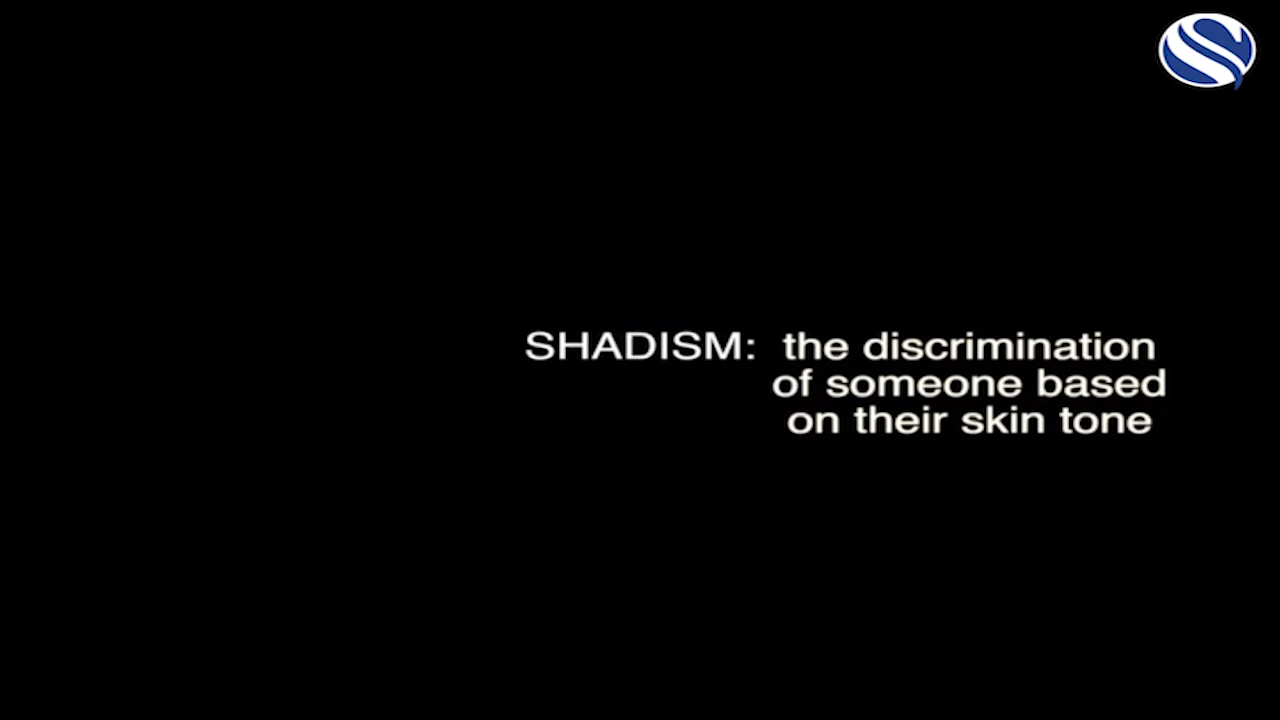 SHADISM: the discrimination
of someone based
on their skin tone